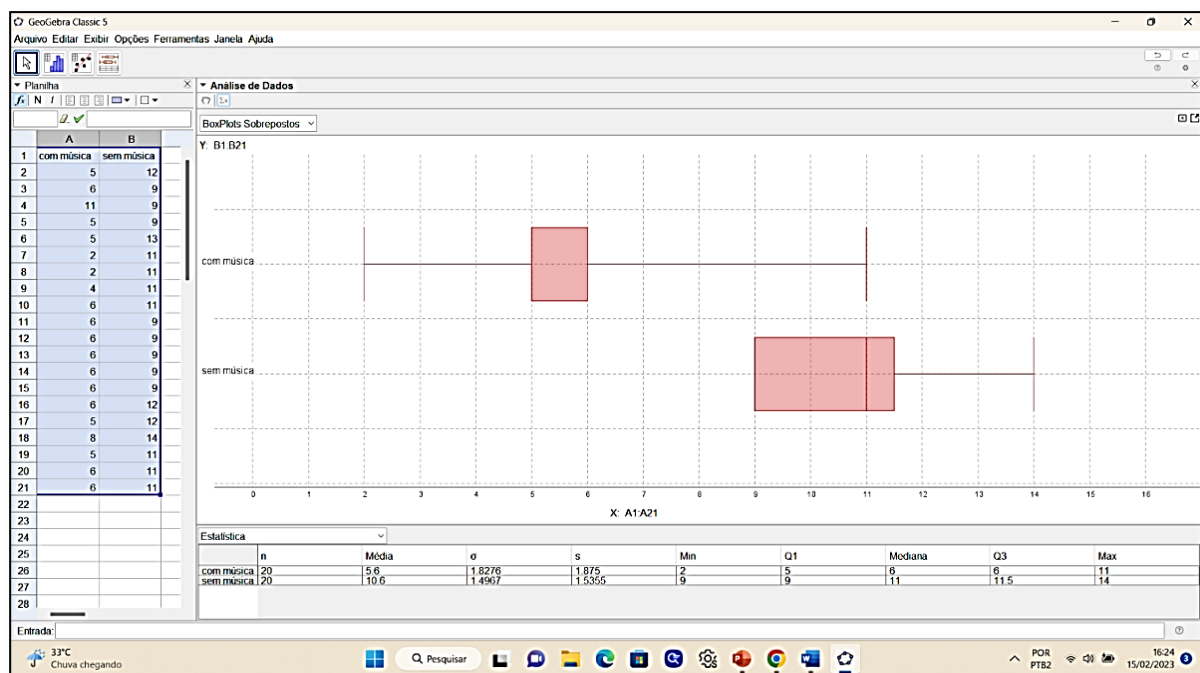 GeoGebra Classic 5
Arquivo Editar Exibir Opções Ferramentas Janela Ajuda
Planilha
Análise de Dados
fx N I
BoxPlots Sobrepostos
Y: B1:B21
A B
1 com música sem música
2 5 12
3 6 9
4 11 9
5 5 9
6 5 13
7 2 11
8 2 11
9 4 11
10 6 11
11 6 9
12 6 9
13 6 9
14 6 9
15 6 9
16 6 12
17 5 12
18 8 14
19 5 11
20 6 11
21 6 11
22
23
24
25
26
27
28
com música
sem música
0 1 2 3 4 5 6 7 8 9 10 11 12 13 14 15 16
X: A1:A21
Estatística
n Média σ s Min Q1 Mediana Q3 Max
com música 20 5.6 1.8276 1.875 2 5 6 6 11
sem música 20 10.6 1.4967 1.5355 9 9 11 11.5 14
Entrada:
33°C
Chuva chegando
Pesquisar
POR
PTB2
16:24
15/02/2023
3